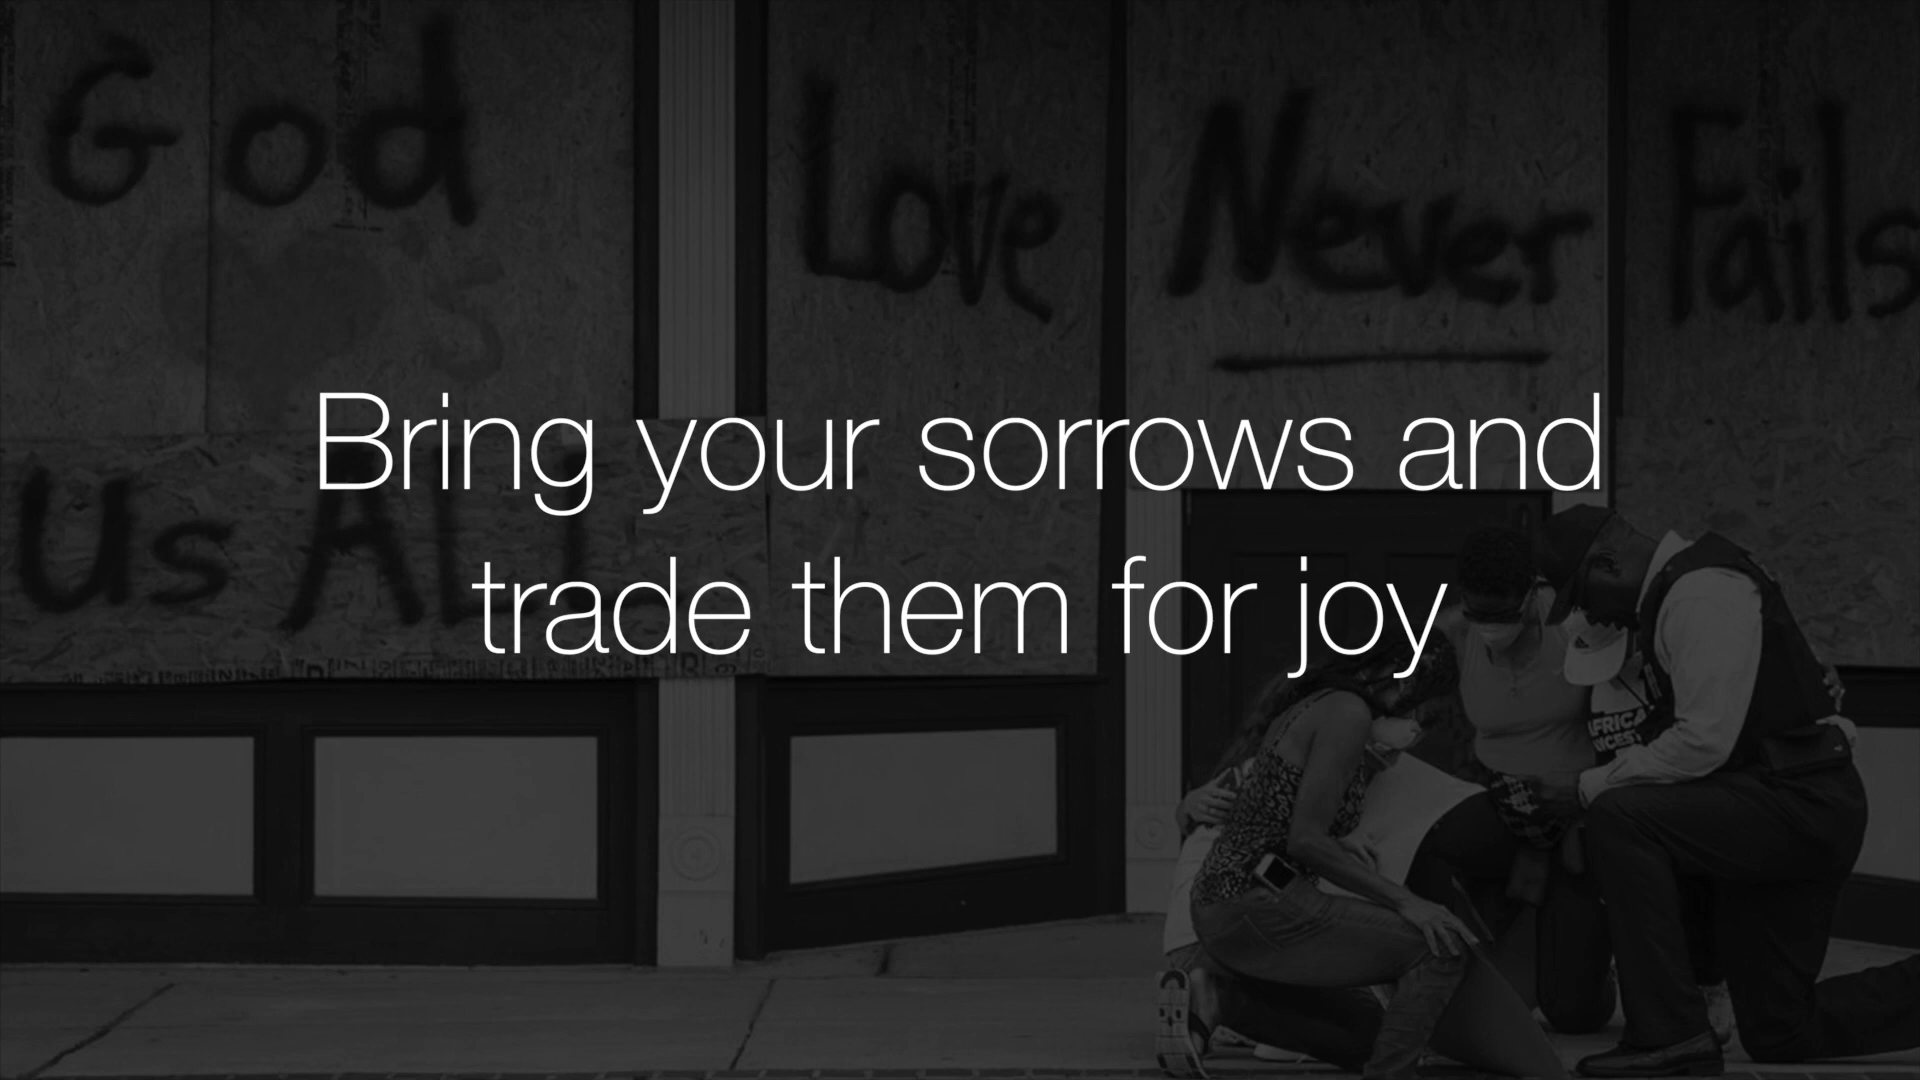 God
Love Never Fails
S
Us All
Bring your sorrows and
trade them for joy